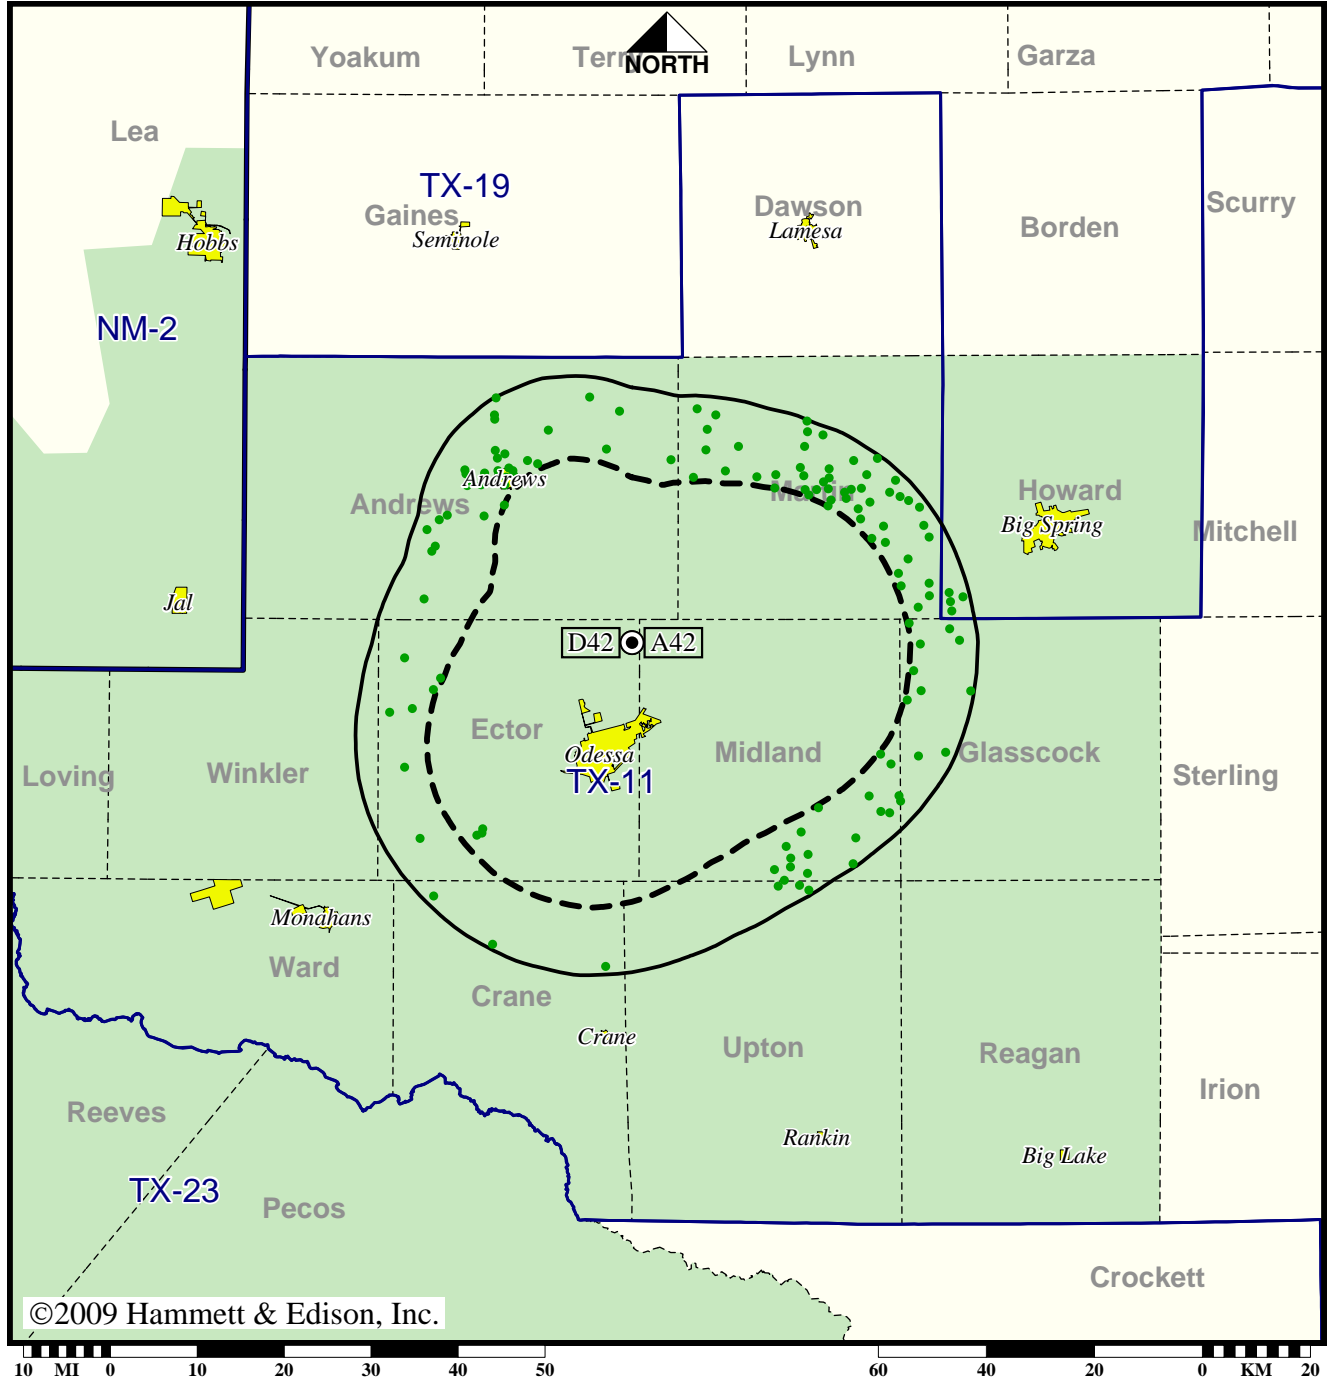 Yoakum
Terry
Lynn
Garza
NORTH
Lea
TX-19
Gaines
Seminole
Dawson
Lamesa
Borden
Scurry
Hobbs
NM-2
Andrews
Andrews
Martin
Howard
Big Spring
Mitchell
Jal
D42
A42
Ector
Odessa
TX-11
Midland
Glasscock
Loving
Winkler
Sterling
Monahans
Ward
Crane
Crane
Upton
Reagan
Irion
Reeves
Rankin
Big Lake
TX-23
Pecos
Crockett
©2009 Hammett & Edison, Inc.
10 MI 0 10 20 30 40 50
60 40 20 0 KM 20